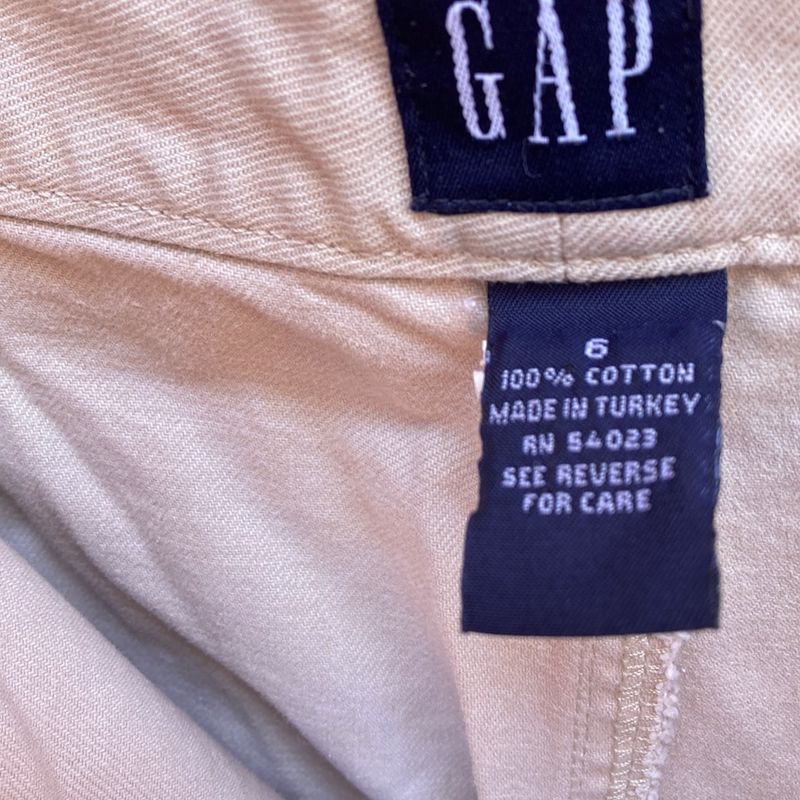 GAP
6
100% COTTON
MADE IN TURKEY
RN 54023
SEE REVERSE
FOR CARE